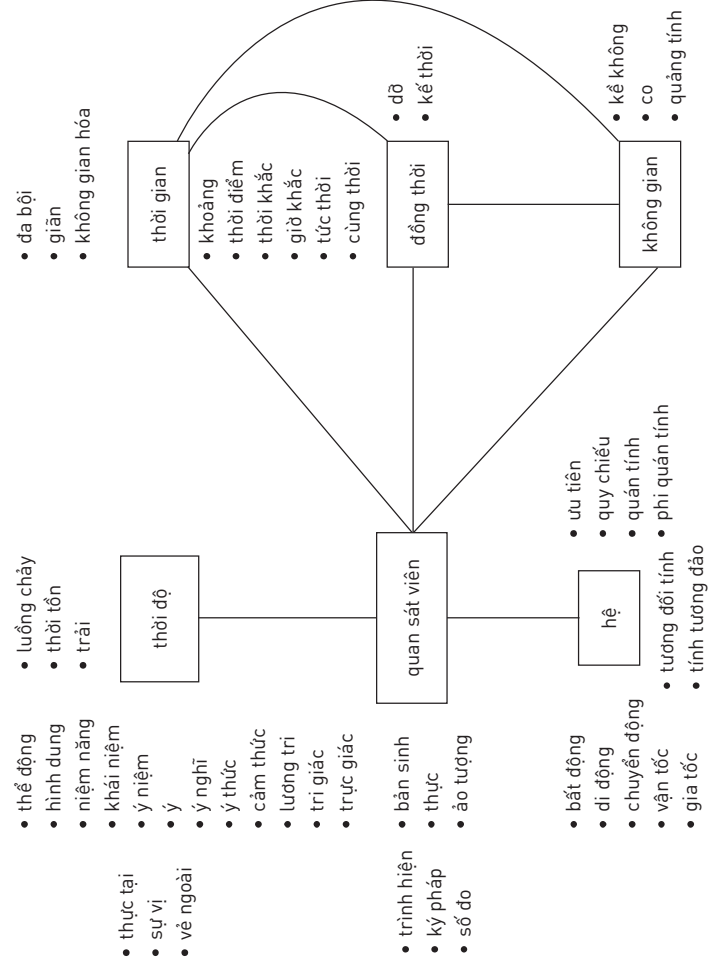 • thể động
• hình dung
• niệm năng
• khái niệm
• ý niệm
• ý
• ý nghĩ
• ý thức
• cảm thức
• lương tri
• tri giác
• trực giác
• luồng chảy
• thời tồn
• trải
• đa bội
• giãn
• không gian hóa
• thực tại
• sự vị
• vẻ ngoài
thời độ
thời gian
• khoảng
• thời điểm
• thời khắc
• giờ khắc
• tức thời
• cùng thời
• trình hiện
• ký pháp
• số đo
• bản sinh
• thực
• ảo tượng
quan sát viên
đồng thời
• dõ
• kế thời
• bất động
• di động
• chuyển động
• vận tốc
• gia tốc
hệ
• ưu tiên
• quy chiếu
• quán tính
• phi quán tính
• tương đối tính
• tính tương đảo
không gian
• kề không
• co
• quảng tính